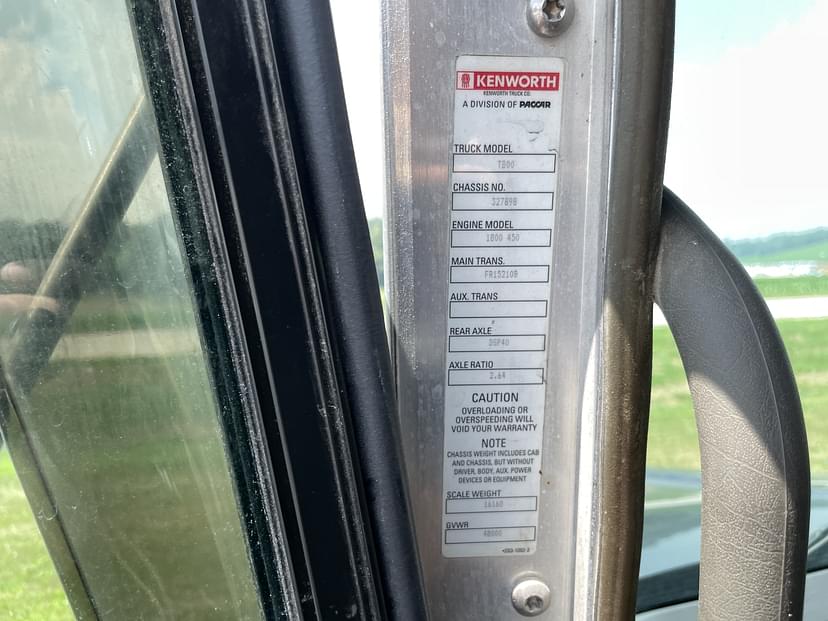 KENWORTH
KENWORTH TRUCK CO.
A DIVISION OF PACCAR
TRUCK MODEL
T800
CHASSIS NO.
327898
ENGINE MODEL
1800 450
MAIN TRANS.
FR15210B
AUX. TRANS
REAR AXLE
DSP40
AXLE RATIO
2.64
CAUTION
OVERLOADING OR
OVERSPEEDING WILL
VOID YOUR WARRANTY
NOTE
CHASSIS WEIGHT INCLUDES CAB
AND CHASSIS, BUT WITHOUT
DRIVER, BODY, AUX. POWER
DEVICES OR EQUIPMENT
SCALE WEIGHT
16160
GVWR
48000